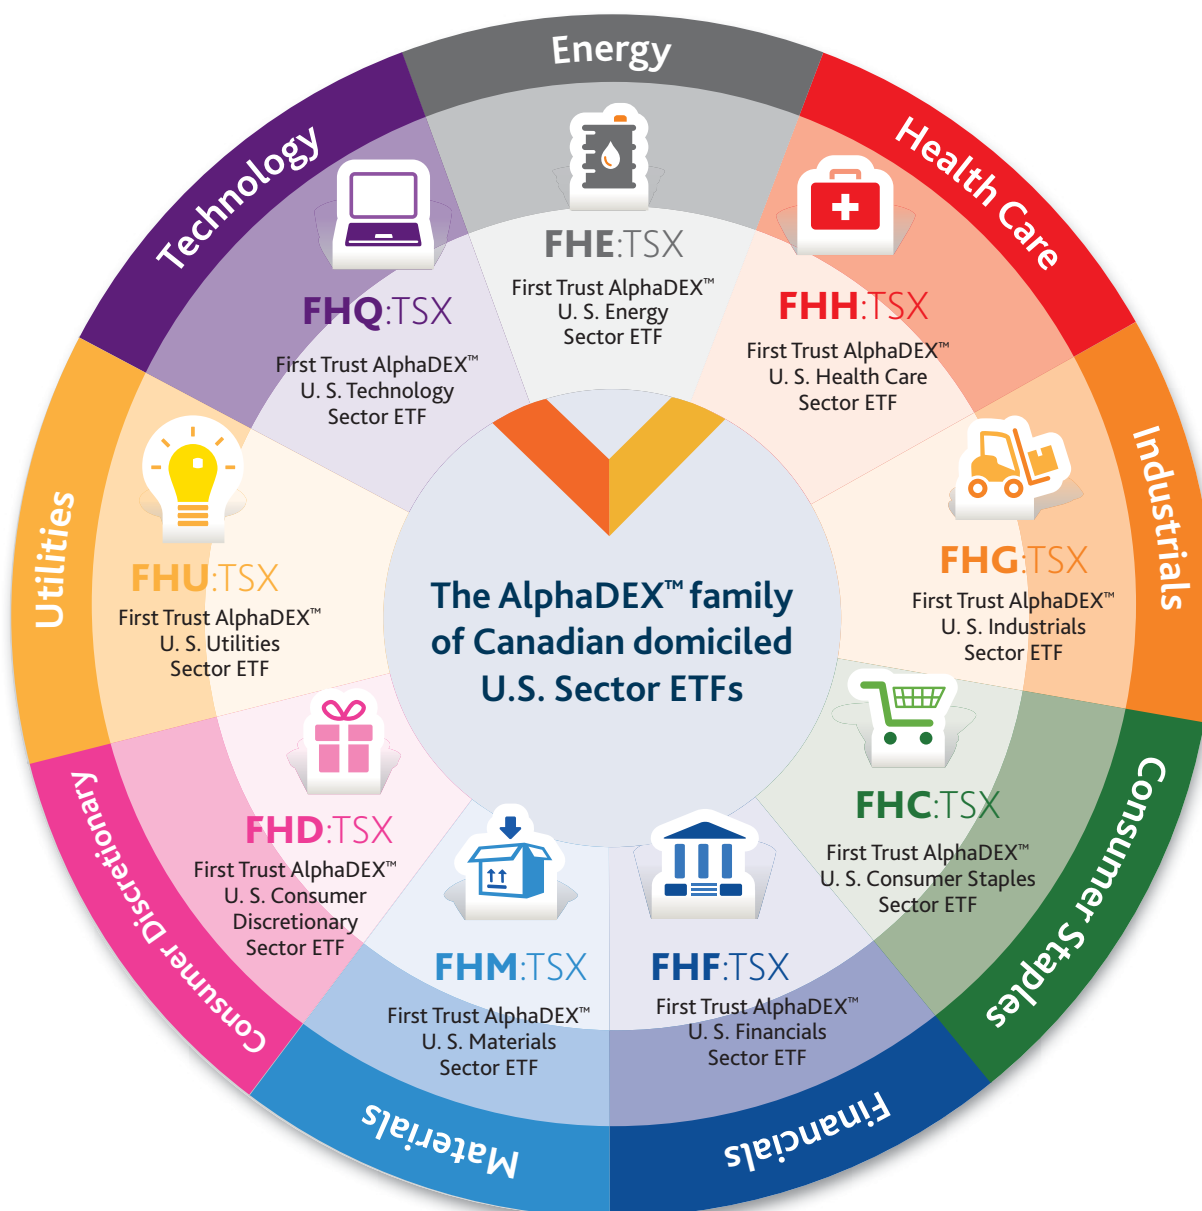 Energy
FHE:TSX
First Trust AlphaDEX™
U. S. Energy
Sector ETF
Health Care
FHH:TSX
First Trust AlphaDEX™
U. S. Health Care
Sector ETF
Industrials
FHG:TSX
First Trust AlphaDEX™
U. S. Industrials
Sector ETF
Consumer Staples
FHC:TSX
First Trust AlphaDEX™
U. S. Consumer Staples
Sector ETF
Financials
FHF:TSX
First Trust AlphaDEX™
U. S. Financials
Sector ETF
Materials
FHM:TSX
First Trust AlphaDEX™
U. S. Materials
Sector ETF
Consumer Discretionary
FHD:TSX
First Trust AlphaDEX™
U. S. Consumer
Discretionary
Sector ETF
Utilities
FHU:TSX
First Trust AlphaDEX™
U. S. Utilities
Sector ETF
Technology
FHQ:TSX
First Trust AlphaDEX™
U. S. Technology
Sector ETF
The AlphaDEX™ family
of Canadian domiciled
U.S. Sector ETFs